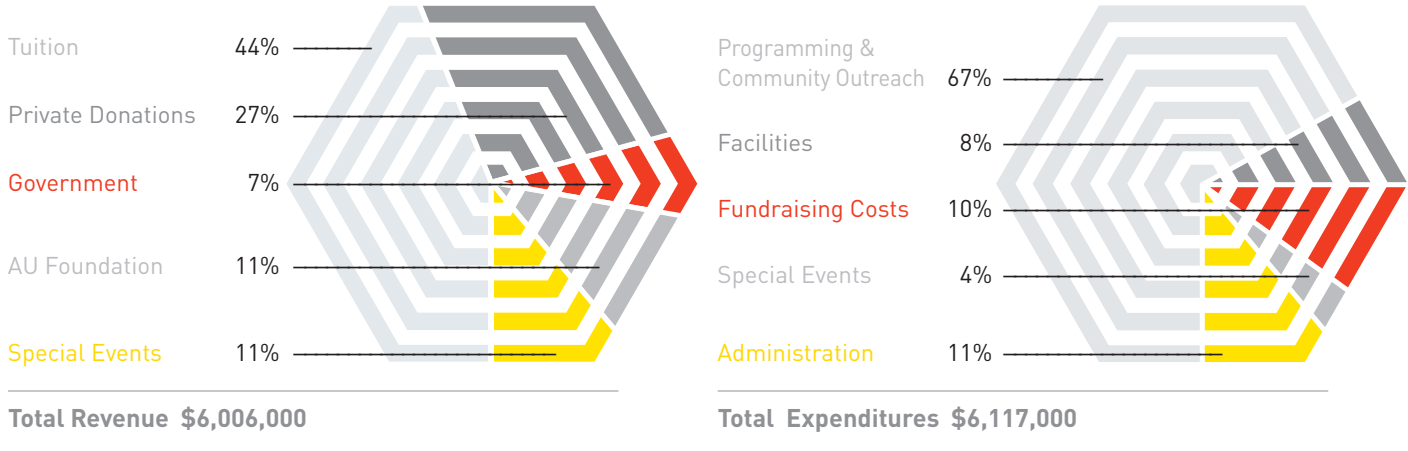 Tuition 44%
Private Donations 27%
Government 7%
AU Foundation 11%
Special Events 11%
Total Revenue $6,006,000
Programming &
Community Outreach 67%
Facilities 8%
Fundraising Costs 10%
Special Events 4%
Administration 11%
Total Expenditures $6,117,000